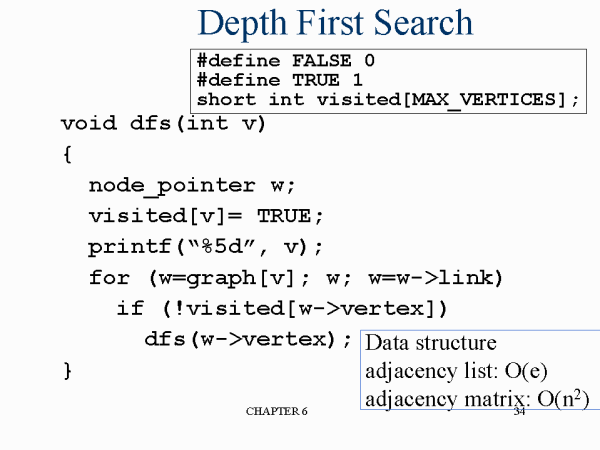 Depth First Search
#define FALSE 0
#define TRUE 1
short int visited[MAX_VERTICES];
void dfs(int v)
{
node_pointer w;
visited[v]= TRUE;
printf(“%5d”, v);
for (w=graph[v]; w; w=w->link)
if (!visited[w->vertex])
dfs(w->vertex);
}
Data structure
adjacency list: O(e)
adjacency matrix: O(n²)
CHAPTER 6
34